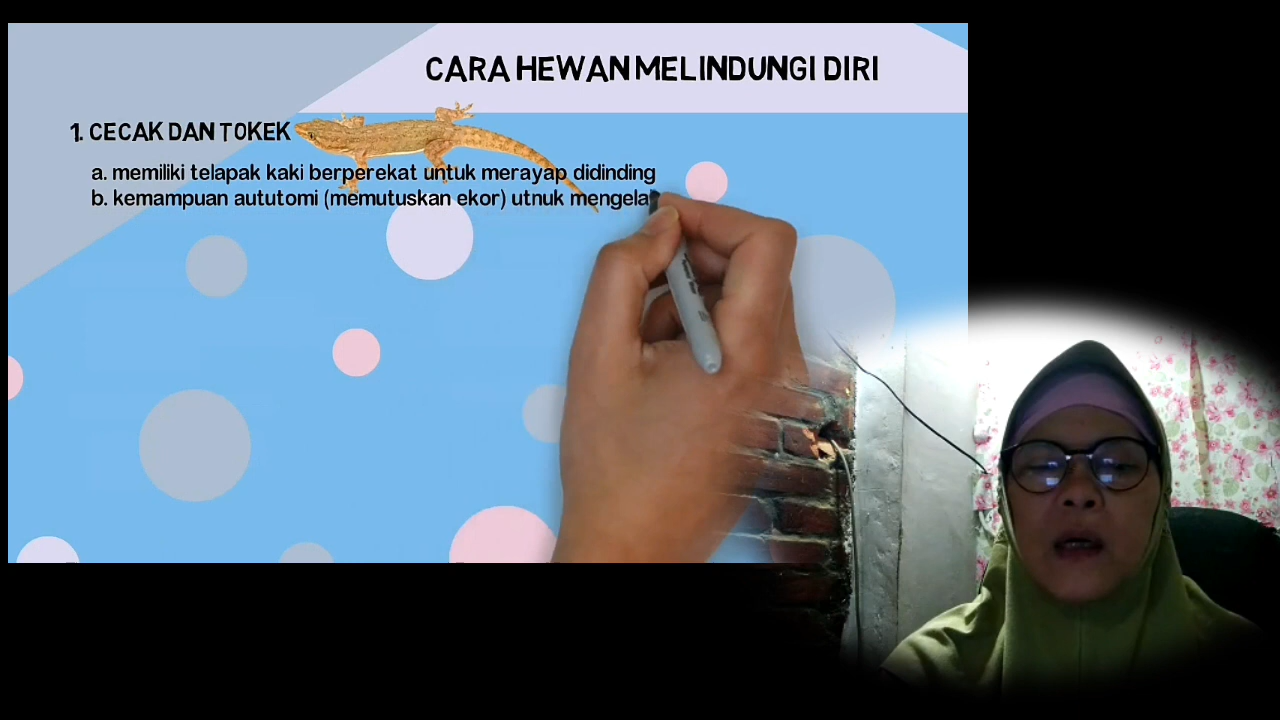 CARA HEWAN MELINDUNGI DIRI
1. CECAK DAN TOKEK
a. memiliki telapak kaki berperekat untuk merayap didinding
b. kemampuan aututomi (memutuskan ekor) utnuk mengela